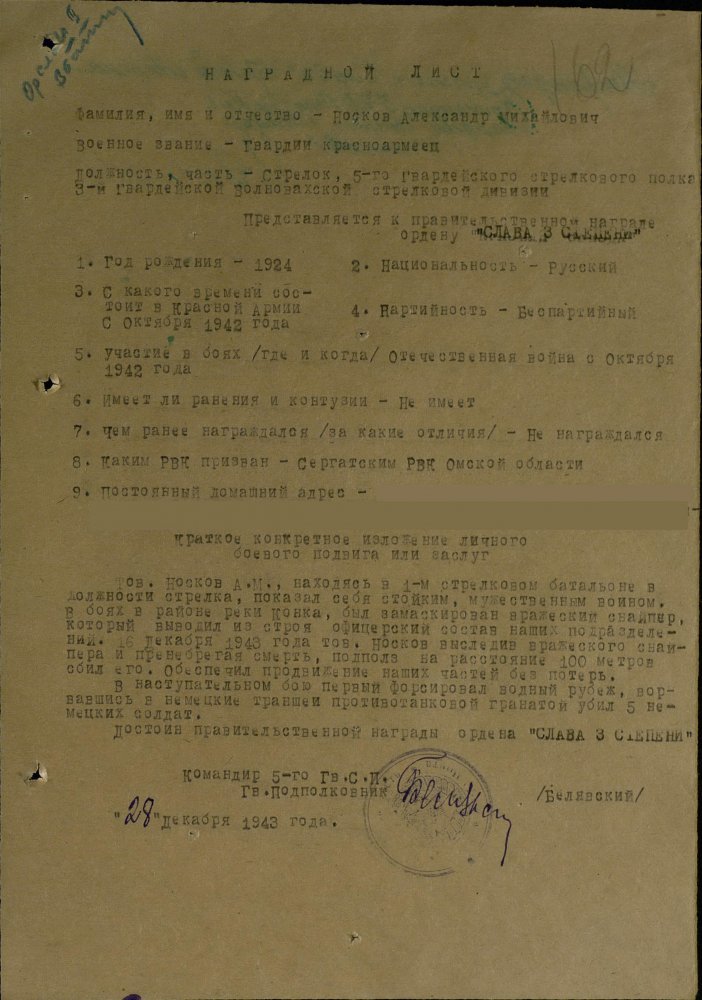 162
НАГРАДНОЙ ЛИСТ
Фамилия, имя и отчество - Носков Александр Михайлович
Военное звание - Гвардии красноармеец
Должность, часть - Стрелок, 5-го Гвардейского стрелкового полка
3-й Гвардейской Волновахской стрелковой дивизии
Представляется к правительственной награде
ордену "СЛАВА 3 СТЕПЕНИ"
1. Год рождения - 1924
2. Национальность - Русский
3. С какого времени сос-
тоит в Красной Армии
С Октября 1942 года
4. Партийность - Беспартийный
5. Участие в боях /где и когда/ Отечественная война с Октября
1942 года
6. Имеет ли ранения и контузии - Не имеет
7. Чем ранее награждался /за какие отличия/ - Не награждался
8. Каким РВК призван - Сергатским РВК Омской области
9. Постоянный домашний адрес -
Краткое конкретное изложение личного
боевого подвига или заслуг
Тов. Носков А.М., находясь в 1-м стрелковом батальоне в
должности стрелка, показал себя стойким, мужественным воином.
В боях в районе реки Конка, был замаскирован вражеский снайпер,
который выводил из строя офицерский состав наших подразделе-
ний. 16 Декабря 1943 года тов. Носков выследив вражеского снай-
пера и пренебрегая смерть, подполз на расстояние 100 метров
сбил его. Обеспечил продвижение наших частей без потерь.
В наступательном бою первый форсировал водный рубеж, вор-
вавшись в немецкие траншеи противотанковой гранатой убил 5 не-
мецких солдат.
Достоин правительственной награды ордена "СЛАВА 3 СТЕПЕНИ"
Командир 5-го Гв.С.П.
Гв.Подполковник
/Белявский/
"28"Декабря 1943 года.